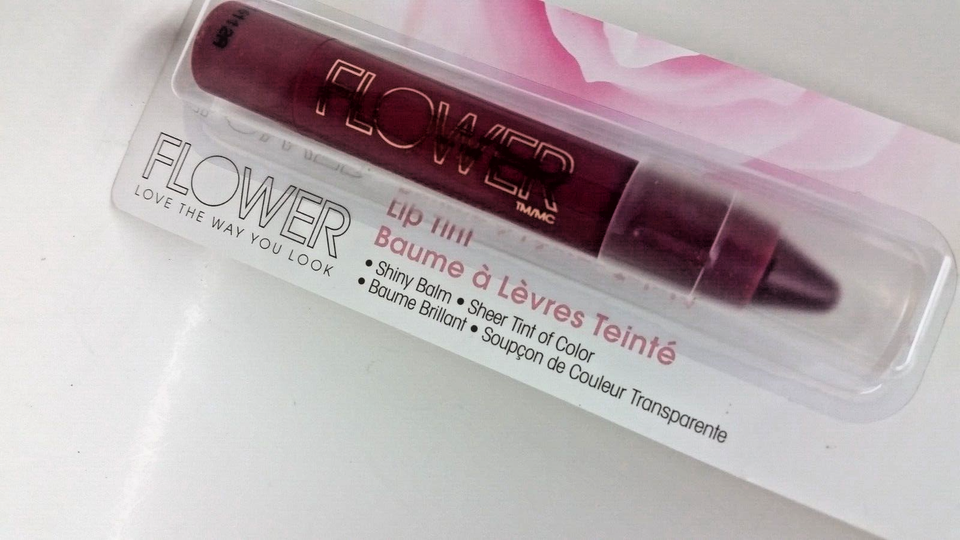 FLOWER
TM/MC
FLOWER
LOVE THE WAY YOU LOOK
Lip Tint
Baume à Lèvres Teinté
• Shiny Balm • Sheer Tint of Color
• Baume Brillant • Soupçon de Couleur Transparente